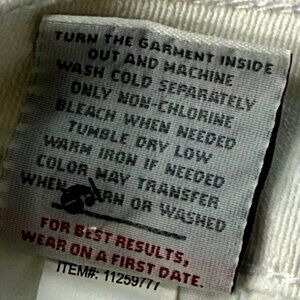 TURN THE GARMENT INSIDE
OUT AND MACHINE
WASH COLD SEPARATELY
ONLY NON-CHLORINE
BLEACH WHEN NEEDED
TUMBLE DRY LOW
WARM IRON IF NEEDED
COLOR MAY TRANSFER
WHEN OR WASHED
FOR BEST RESULTS,
WEAR ON A FIRST DATE.
ITEM#: 11259777